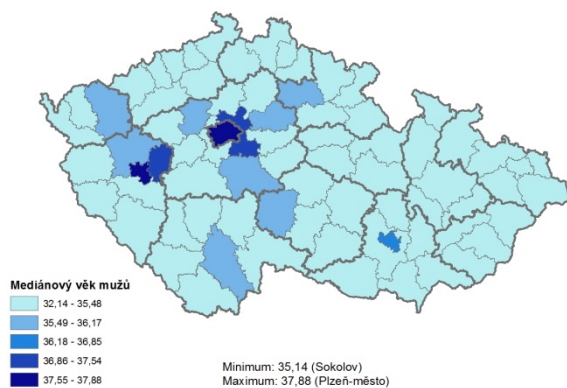 Mediánový věk mužů
32,14 - 35,48
35,49 - 36,17
36,18 - 36,85
36,86 - 37,54
37,55 - 37,88
Minimum: 35,14 (Sokolov)
Maximum: 37,88 (Plzeň-město)